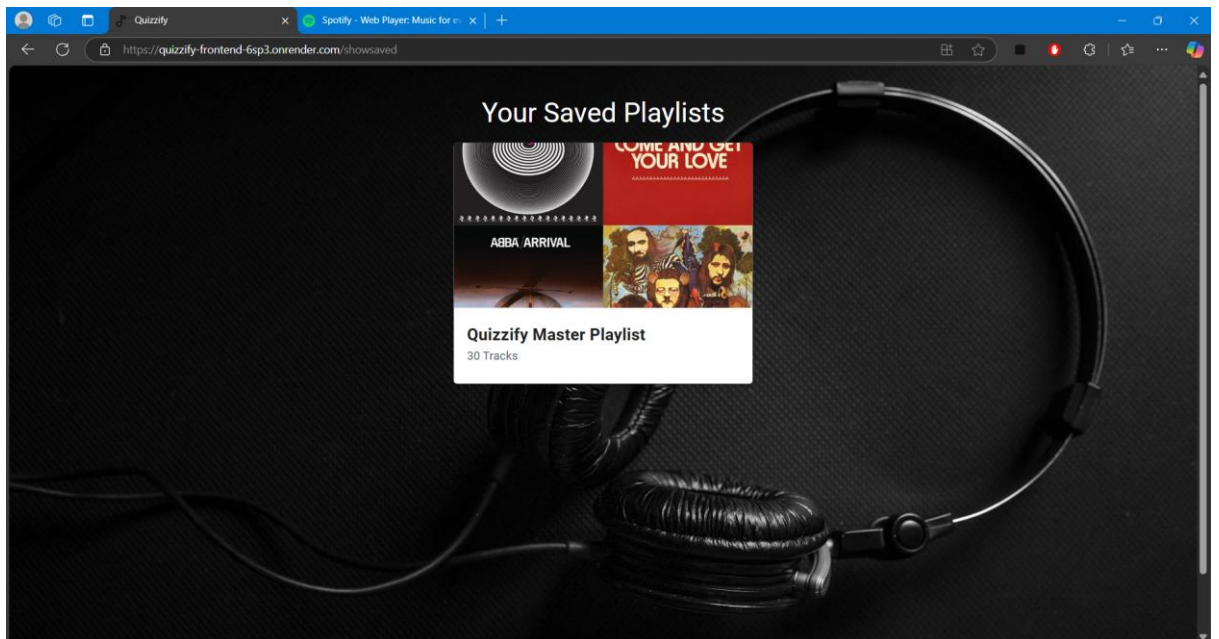 Quizzify
Spotify - Web Player: Music for ev
https://quizzify-frontend-6sp3.onrender.com/showsaved
Your Saved Playlists
COME AND GET
YOUR LOVE
ABBA/ARRIVAL
Quizzify Master Playlist
30 Tracks